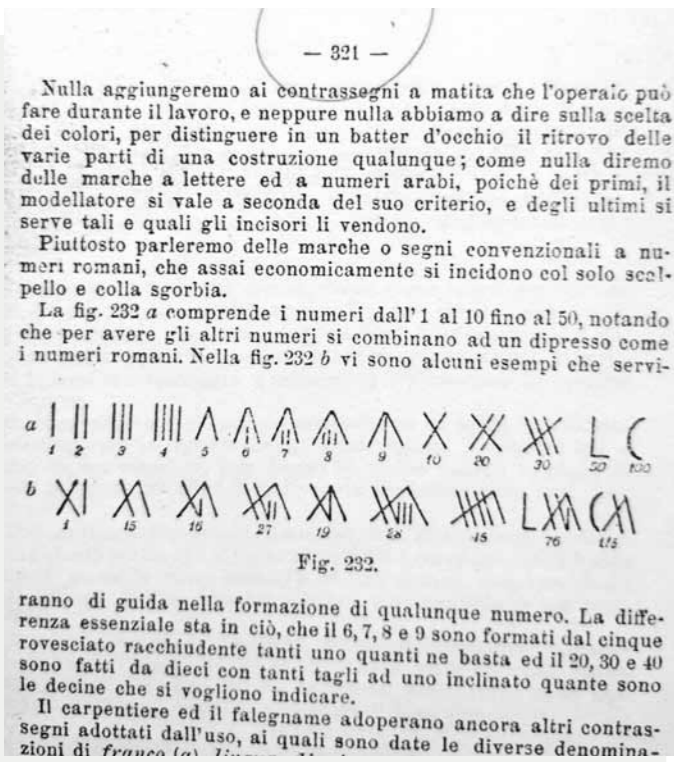 — 321 —
Nulla aggiungeremo ai contrassegni a matita che l'operaio può
fare durante il lavoro, e neppure nulla abbiamo a dire sulla scelta
dei colori, per distinguere in un batter d'occhio il ritrovo delle
varie parti di una costruzione qualunque; come nulla diremo
delle marche a lettere ed a numeri arabi, poichè dei primi, il
modellatore si vale a seconda del suo criterio, e degli ultimi si
serve tali e quali gli incisori li vendono.
Piuttosto parleremo delle marche o segni convenzionali a nu-
meri romani, che assai economicamente si incidono col solo scal-
pello e colla sgorbia.
La fig. 232 a comprende i numeri dall'1 al 10 fino al 50, notando
che per avere gli altri numeri si combinano ad un dipresso come
i numeri romani. Nella fig. 232 b vi sono alcuni esempi che servi-
a
1 2 3 4 5 6 7 8 9 10 20 30 50 100
b
1 15 16 27 19 28 45 76 115
Fig. 232.
ranno di guida nella formazione di qualunque numero. La diffe-
renza essenziale sta in ciò, che il 6, 7, 8 e 9 sono formati dal cinque
rovesciato racchiudente tanti uno quanti ne basta ed il 20, 30 e 40
sono fatti da dieci con tanti tagli ad uno inclinato quante sono
le decine che si vogliono indicare.
Il carpentiere ed il falegname adoperano ancora altri contras-
segni adottati dall'uso, ai quali sono date le diverse denomina-
zioni di franco (a)